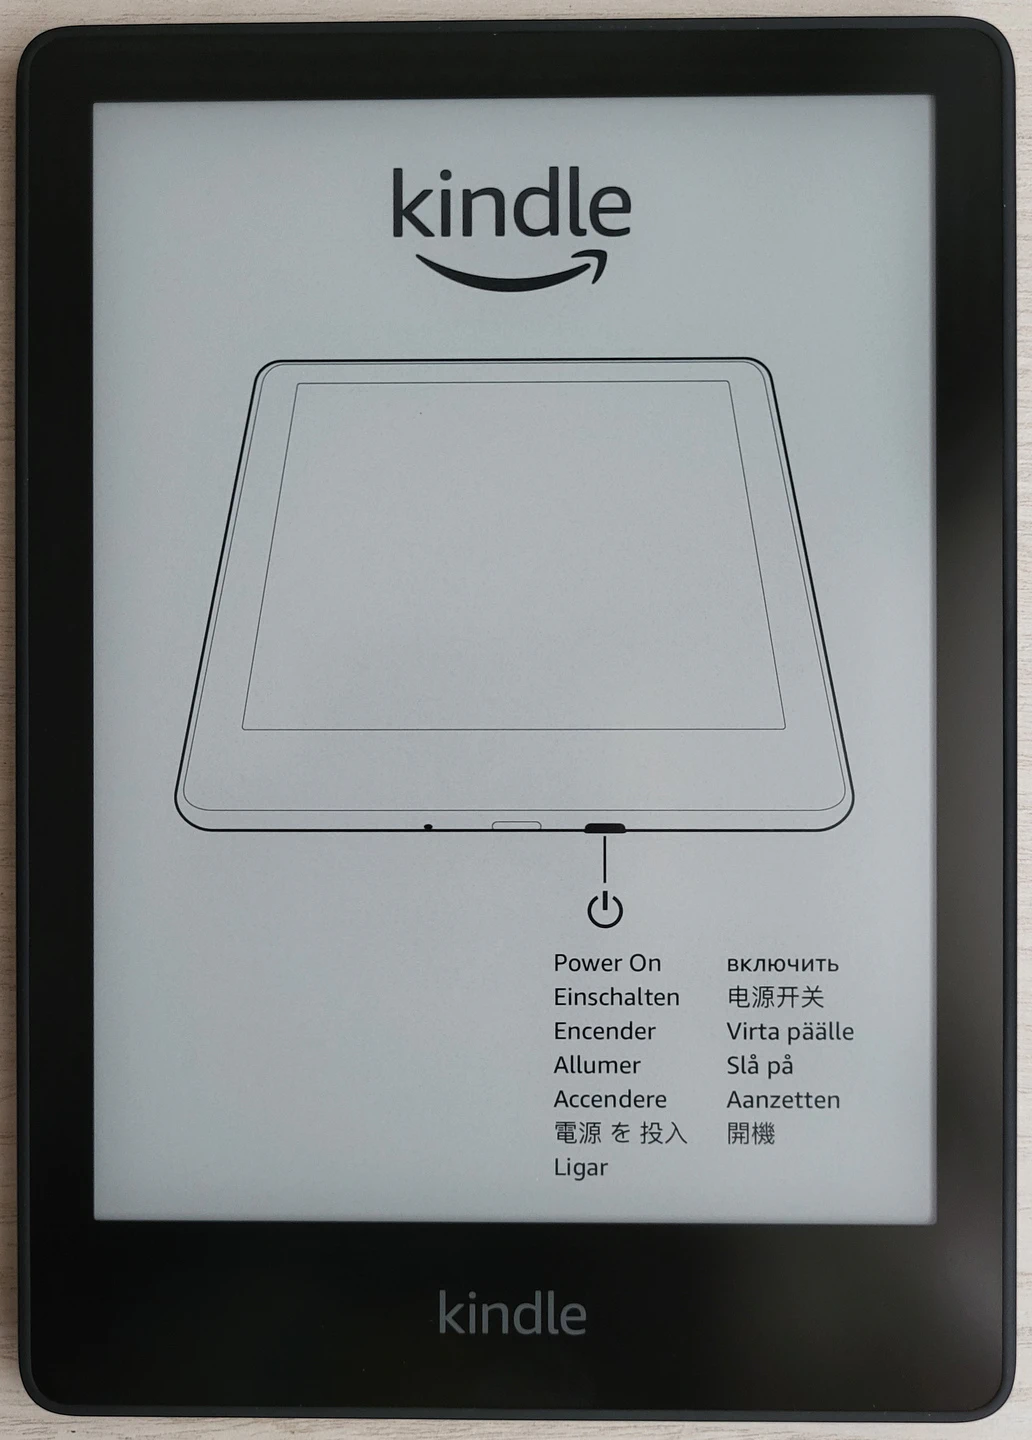 kindle
Power On
Einschalten
Encender
Allumer
Accendere
電源 を 投入
Ligar
включить
电源开关
Virta päälle
Slå på
Aanzetten
開機
kindle